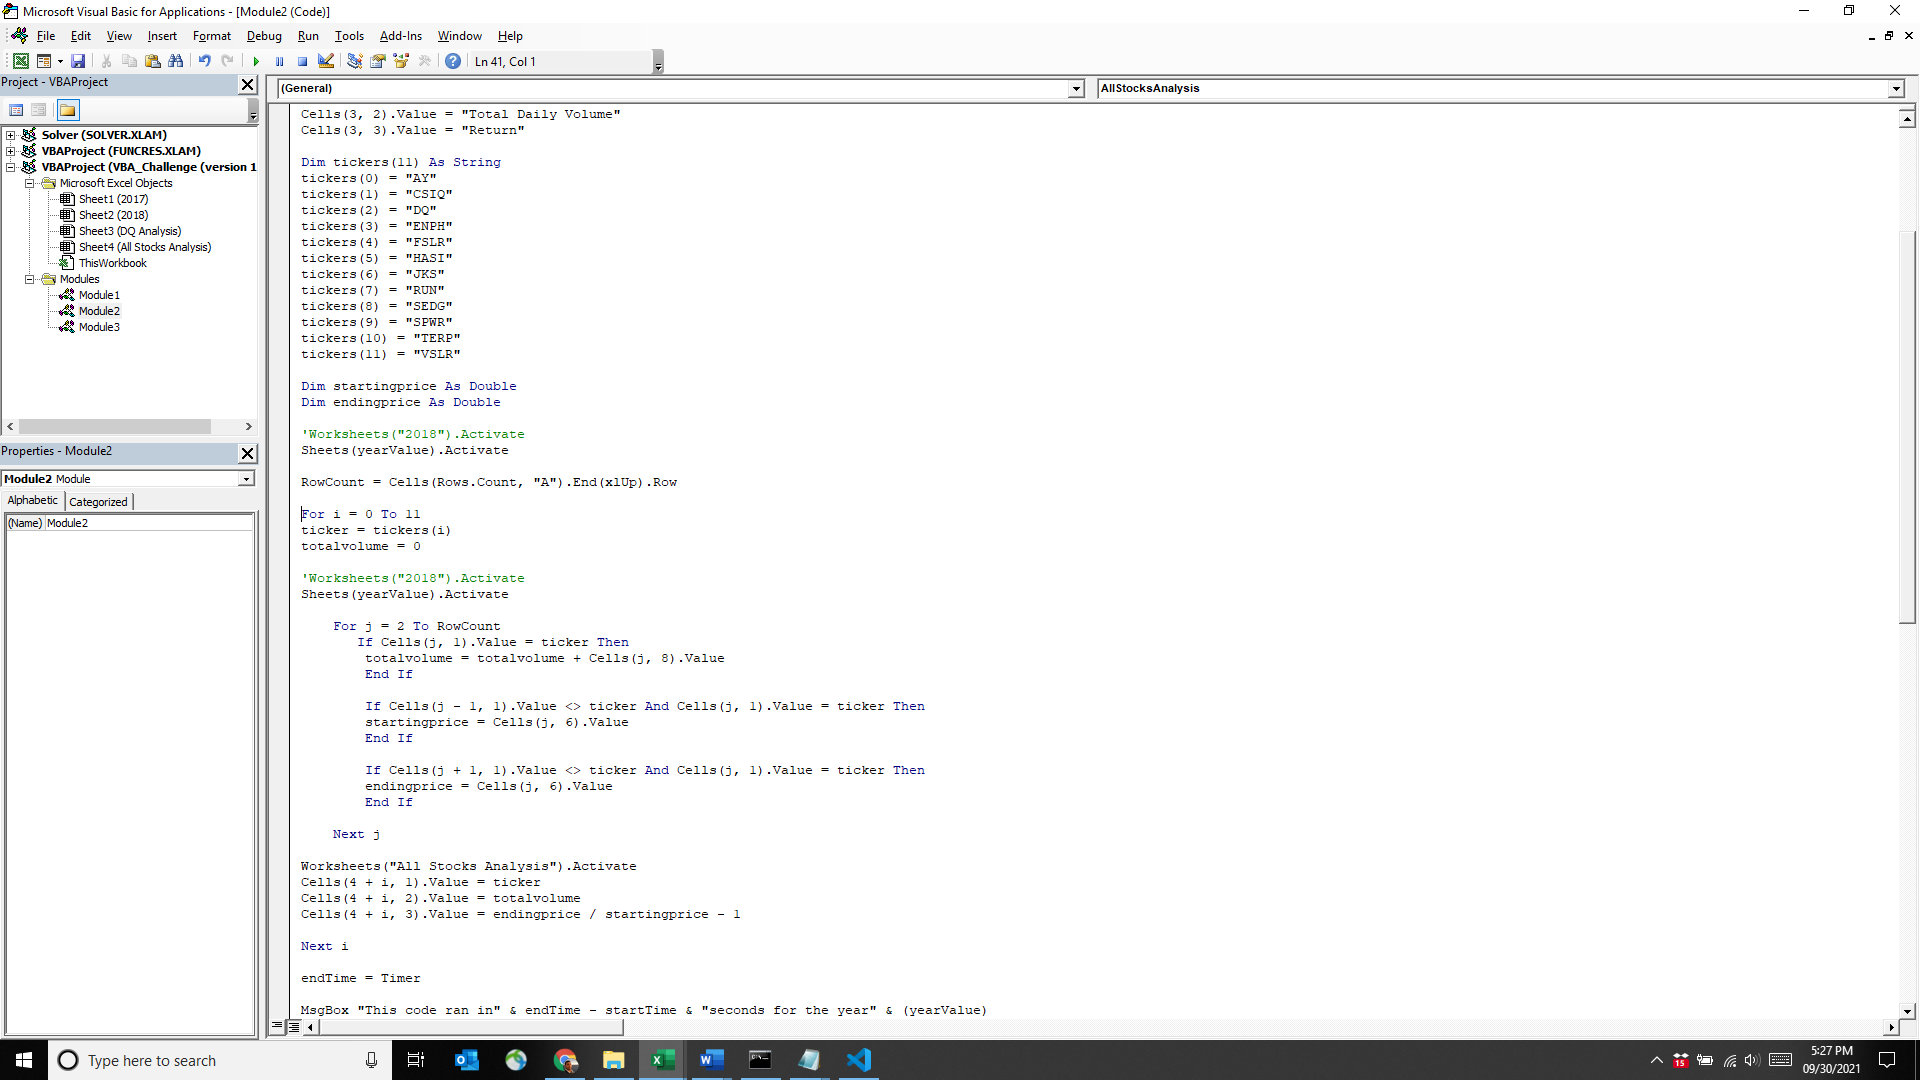 Microsoft Visual Basic for Applications - [Module2 (Code)]
File Edit View Insert Format Debug Run Tools Add-Ins Window Help
Ln 41, Col 1
Project - VBAProject
Solver (SOLVER.XLAM)
VBAProject (FUNCRES.XLAM)
VBAProject (VBA_Challenge (version 1
Microsoft Excel Objects
Sheet1 (2017)
Sheet2 (2018)
Sheet3 (DQ Analysis)
Sheet4 (All Stocks Analysis)
ThisWorkbook
Modules
Module1
Module2
Module3
Properties - Module2
Module2 Module
Alphabetic Categorized
(Name) Module2
(General) AllStocksAnalysis
Cells(3, 2).Value = "Total Daily Volume"
Cells(3, 3).Value = "Return"
Dim tickers(11) As String
tickers(0) = "AY"
tickers(1) = "CSIQ"
tickers(2) = "DQ"
tickers(3) = "ENPH"
tickers(4) = "FSLR"
tickers(5) = "HASI"
tickers(6) = "JKS"
tickers(7) = "RUN"
tickers(8) = "SEDG"
tickers(9) = "SPWR"
tickers(10) = "TERP"
tickers(11) = "VSLR"
Dim startingprice As Double
Dim endingprice As Double
'Worksheets("2018").Activate
Sheets(yearValue).Activate
RowCount = Cells(Rows.Count, "A").End(xlUp).Row
For i = 0 To 11
ticker = tickers(i)
totalvolume = 0
'Worksheets("2018").Activate
Sheets(yearValue).Activate
For j = 2 To RowCount
If Cells(j, 1).Value = ticker Then
totalvolume = totalvolume + Cells(j, 8).Value
End If
If Cells(j - 1, 1).Value <> ticker And Cells(j, 1).Value = ticker Then
startingprice = Cells(j, 6).Value
End If
If Cells(j + 1, 1).Value <> ticker And Cells(j, 1).Value = ticker Then
endingprice = Cells(j, 6).Value
End If
Next j
Worksheets("All Stocks Analysis").Activate
Cells(4 + i, 1).Value = ticker
Cells(4 + i, 2).Value = totalvolume
Cells(4 + i, 3).Value = endingprice / startingprice - 1
Next i
endTime = Timer
MsgBox "This code ran in" & endTime - startTime & "seconds for the year" & (yearValue)
Type here to search
15
5:27 PM
09/30/2021